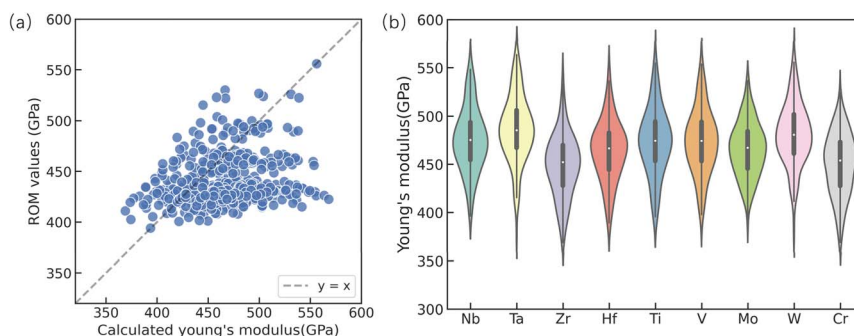 (a)
600
550
500
450
400
350
ROM values (GPa)
350 400 450 500 550 600
Calculated young's modulus(GPa)
y = x
(b)
600
550
500
450
400
350
300
Young's modulus(GPa)
Nb Ta Zr Hf Ti V Mo W Cr